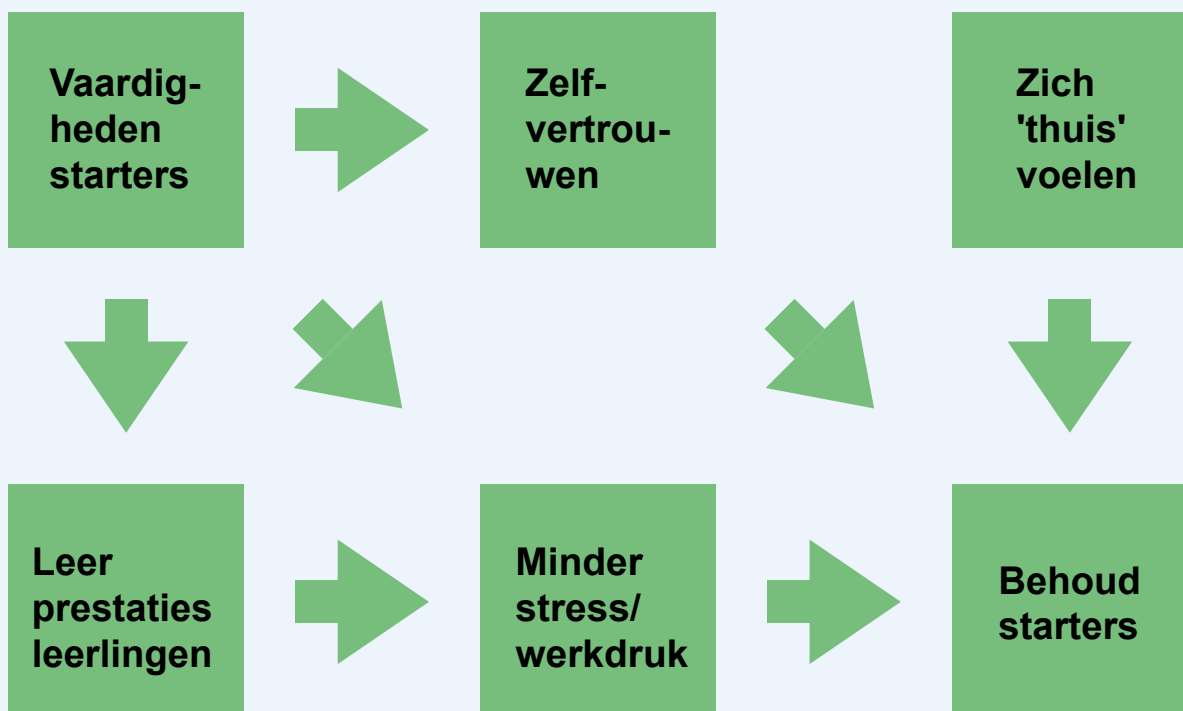 Vaardig-
heden
starters
Zelf-
vertrou-
wen
Zich
'thuis'
voelen
Leer
prestaties
leerlingen
Minder
stress/
werkdruk
Behoud
starters